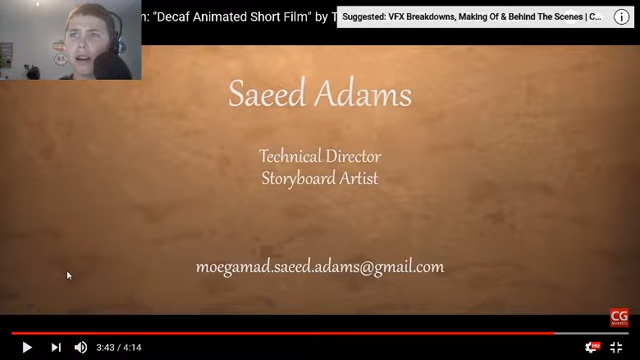 n: "Decaf Animated Short Film" by T
Suggested: VFX Breakdowns, Making Of & Behind The Scenes | C...
Saeed Adams
Technical Director
Storyboard Artist
moegamad.saeed.adams@gmail.com
CG
3:43 / 4:14
HD